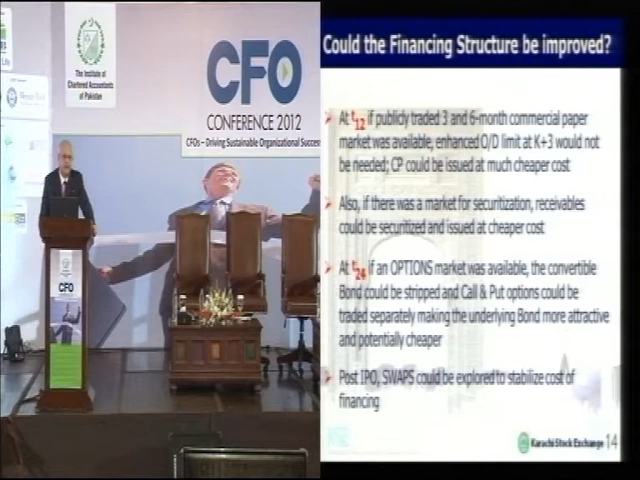 The Institute of
Chartered Accountants
of Pakistan
CFO
CONFERENCE 2012
CFOs – Driving Sustainable Organizational Success
CFO
Could the Financing Structure be improved?
At t12 if publicly traded 3 and 6-month commercial paper
market was available, enhanced O/D limit at K+3 would not
be needed; CP could be issued at much cheaper cost
Also, if there was a market for securitization, receivables
could be securitized and issued at cheaper cost
At t24 if an OPTIONS market was available, the convertible
Bond could be stripped and Call & Put options could be
traded separately making the underlying Bond more attractive
and potentially cheaper
Post IPO, SWAPS could be explored to stabilize cost of
financing
Karachi Stock Exchange 14